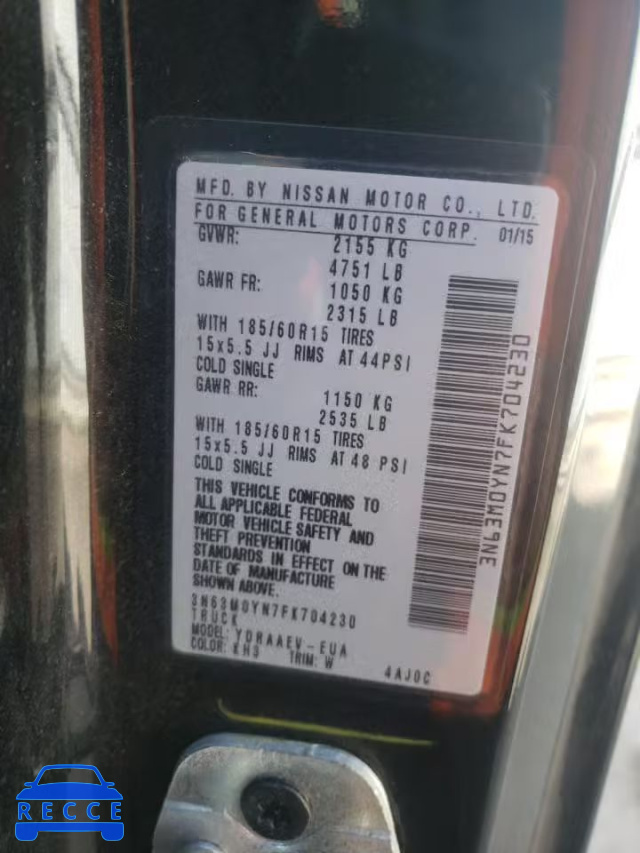 MFD. BY NISSAN MOTOR CO., LTD.
FOR GENERAL MOTORS CORP. 01/15
GVWR: 2155 KG
4751 LB
GAWR FR: 1050 KG
2315 LB
WITH 185/60R15 TIRES
15x5.5 JJ RIMS AT 44PSI
COLD SINGLE
GAWR RR: 1150 KG
2535 LB
WITH 185/60R15 TIRES
15x5.5 JJ RIMS AT 48 PSI
COLD SINGLE
THIS VEHICLE CONFORMS TO
ALL APPLICABLE FEDERAL
MOTOR VEHICLE SAFETY AND
THEFT PREVENTION
STANDARDS IN EFFECT ON THE
DATE OF MANUFACTURE
SHOWN ABOVE.
3N63M0YN7FK704230
TRUCK
MODEL: YDHAAEV-EUA
COLOR: KH3 TRIM: W
4AJ0C
3N63M0YN7FK704230
RECCE